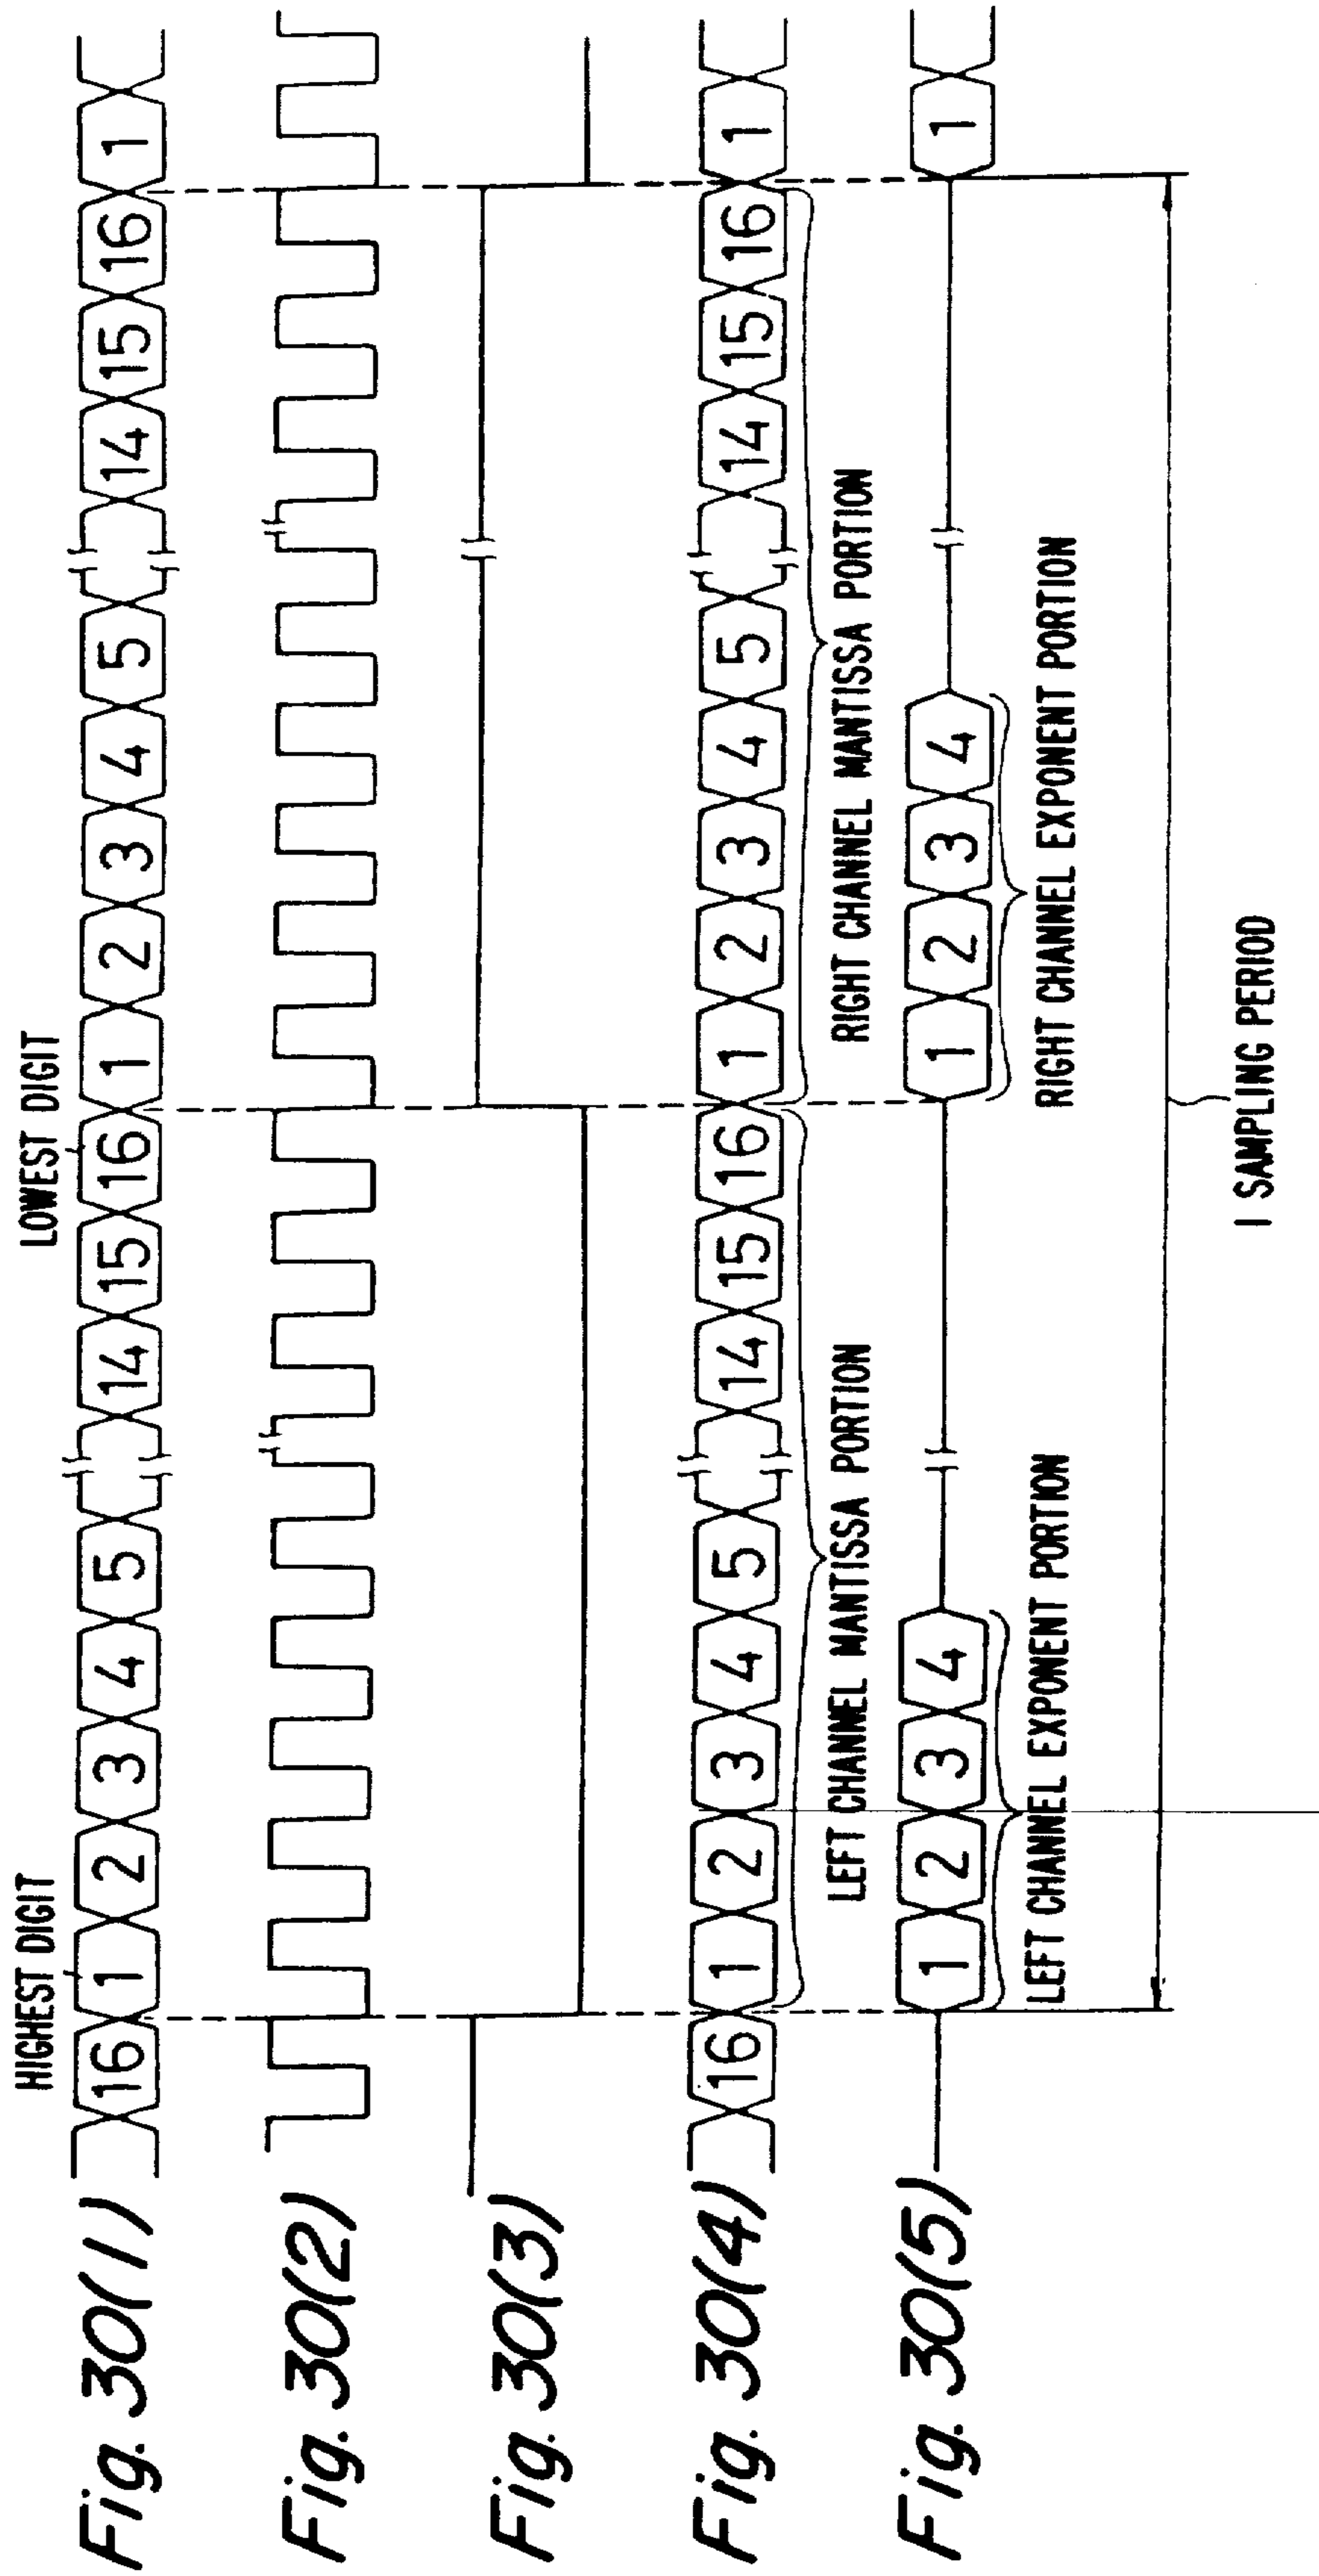 HIGHEST DIGIT
LOWEST DIGIT
Fig. 30(1)
16 1 2 3 4 5 14 15 16 1 2 3 4 5 14 15 16 1
Fig. 30(2)
Fig. 30(3)
Fig. 30(4)
16 1 2 3 4 5 14 15 16 1 2 3 4 5 14 15 16 1
LEFT CHANNEL MANTISSA PORTION
RIGHT CHANNEL MANTISSA PORTION
Fig. 30(5)
1 2 3 4 1 2 3 4 1
LEFT CHANNEL EXPONENT PORTION
RIGHT CHANNEL EXPONENT PORTION
1 SAMPLING PERIOD